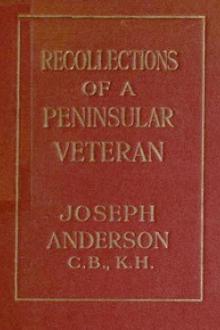 RECOLLECTIONS
OF A
PENINSULAR
VETERAN
JOSEPH
ANDERSON
C.B., K.H.